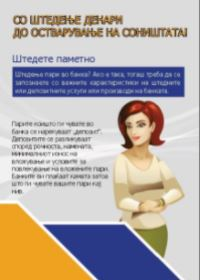 СО ШТЕДЕЊЕ ДЕНАРИ
ДО ОСТВАРУВАЊЕ НА СОНИШТАТА!
Штедете паметно
Штедење пари во банка? Ако е така, тогаш треба да се
запознаете со важните карактеристики на штедните
или депозитните услуги или производи на банката.
Парите коишто ги чувате во
банка се нарекуваат „депозит“.
Депозитите се разликуваат
според рочноста, намената,
минималниот износ на
вложување и условите за
повлекување на вложените пари.
Банките ви плаќаат камата затоа
што ги чувате вашите пари кај
нив.